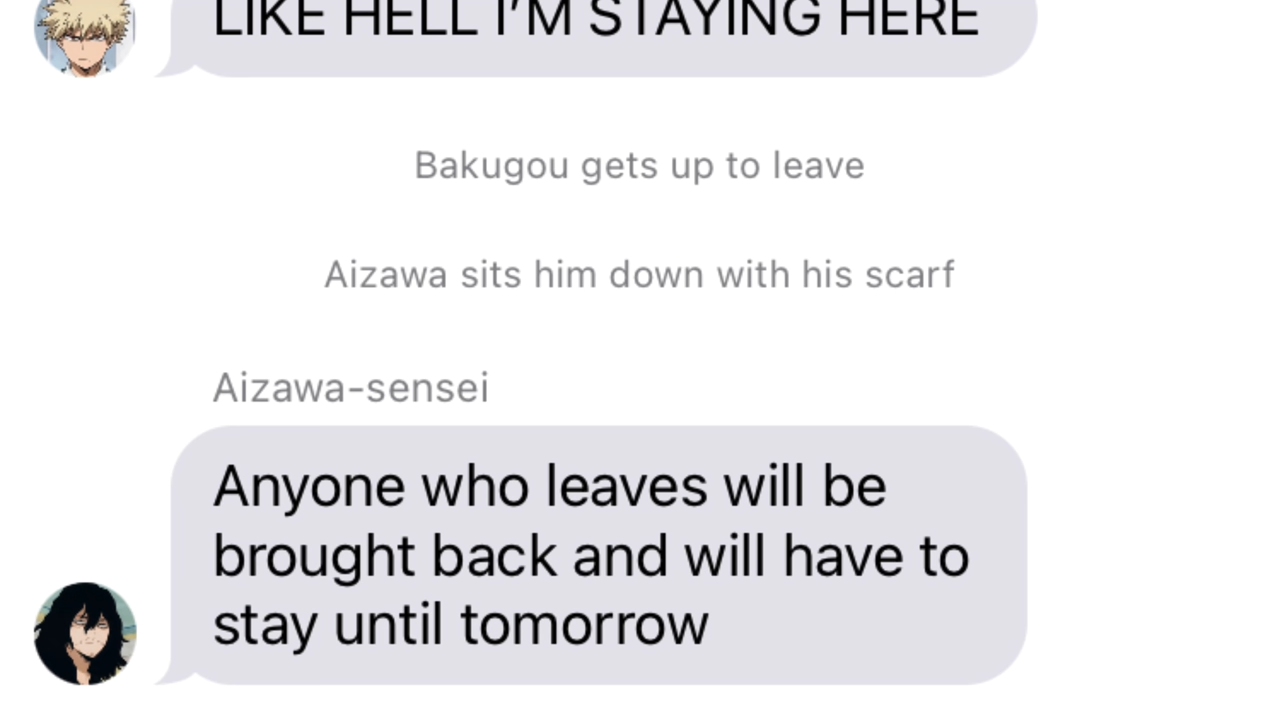 LIKE HELL I’M STAYING HERE
Bakugou gets up to leave
Aizawa sits him down with his scarf
Aizawa-sensei
Anyone who leaves will be
brought back and will have to
stay until tomorrow